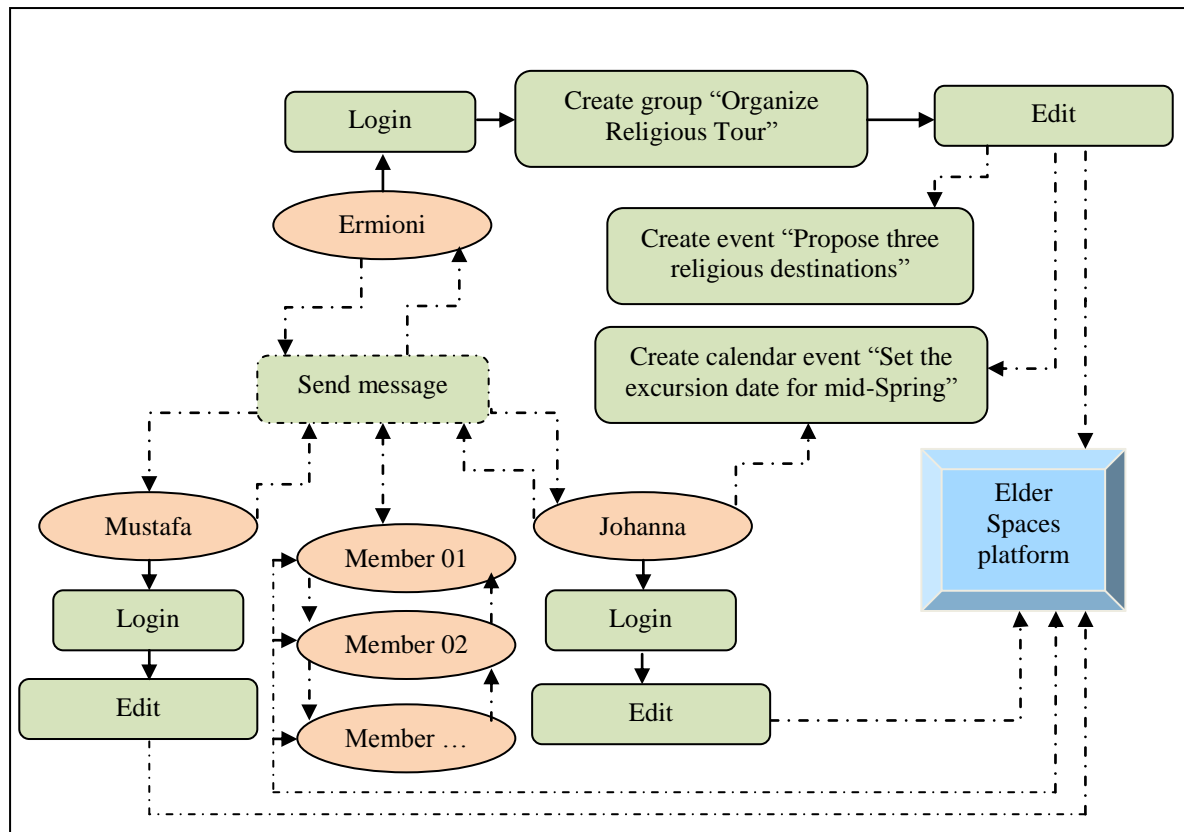 Login
Create group “Organize
Religious Tour”
Edit
Ermioni
Create event “Propose three
religious destinations”
Send message
Create calendar event “Set the
excursion date for mid-Spring”
Mustafa
Johanna
Elder
Spaces
platform
Member 01
Login
Login
Member 02
Edit
Edit
Member …